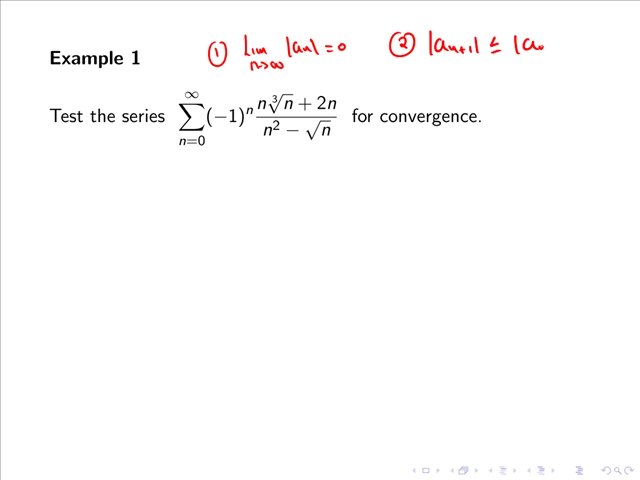 Example 1
① lim n→∞ |an| = 0 ② |an+1| ≤ |a
Test the series ∑_{n=0}^{∞} (−1)^n (n∛n + 2n)/(n² − √n) for convergence.